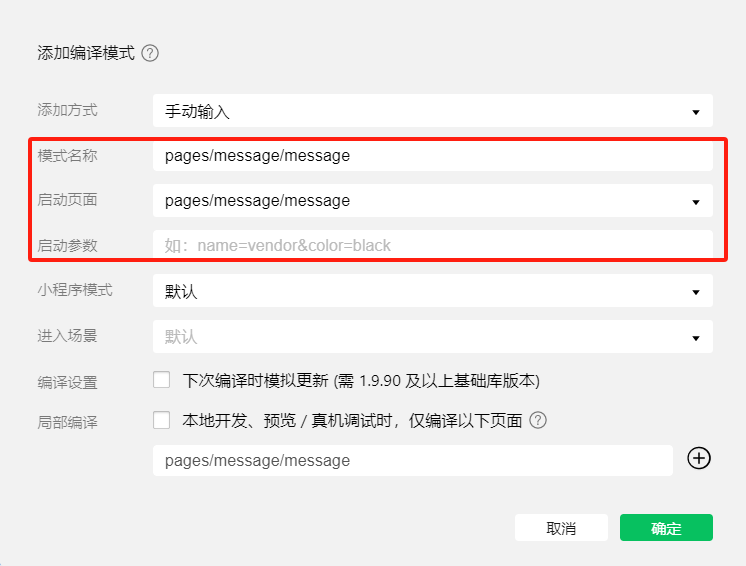 添加编译模式 ?
添加方式 手动输入
模式名称 pages/message/message
启动页面 pages/message/message
启动参数 如：name=vendor&color=black
小程序模式 默认
进入场景 默认
编译设置 下次编译时模拟更新 (需 1.9.90 及以上基础库版本)
局部编译 本地开发、预览 / 真机调试时，仅编译以下页面 ?
pages/message/message
取消 确定